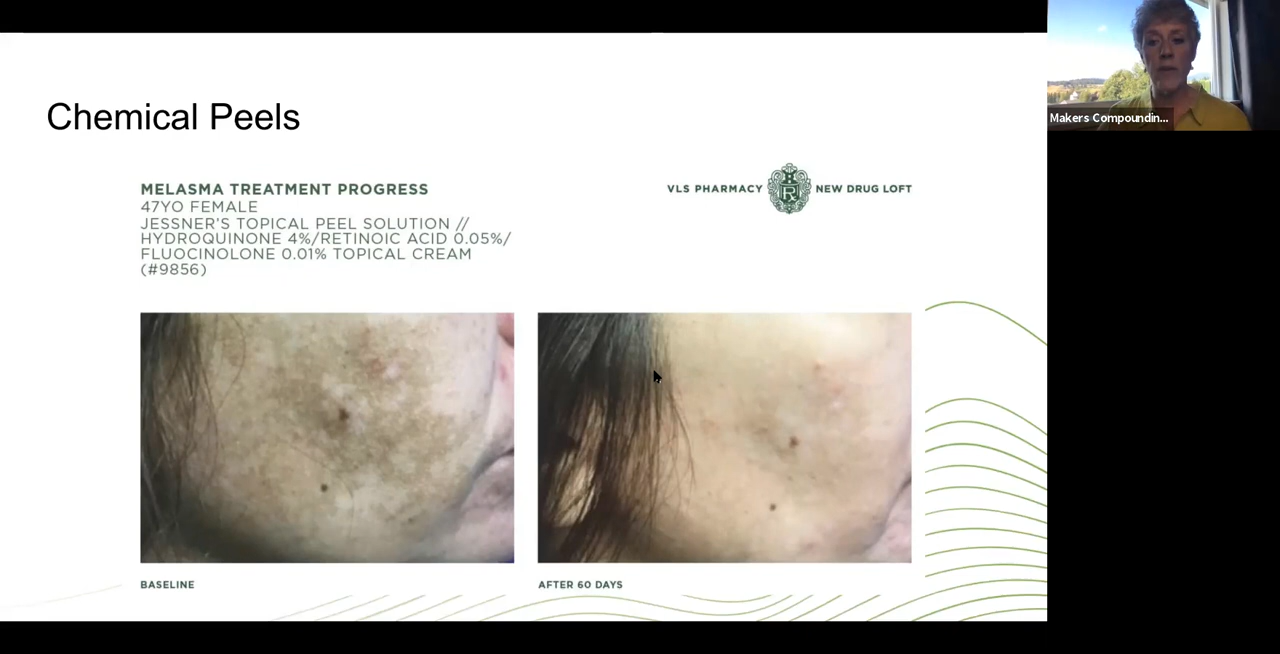 Chemical Peels
MELASMA TREATMENT PROGRESS
47YO FEMALE
JESSNER'S TOPICAL PEEL SOLUTION //
HYDROQUINONE 4%/RETINOIC ACID 0.05%/
FLUOCINOLONE 0.01% TOPICAL CREAM
(#9856)
VLS PHARMACY Rx NEW DRUG LOFT
BASELINE
AFTER 60 DAYS
Makers Compoundin...